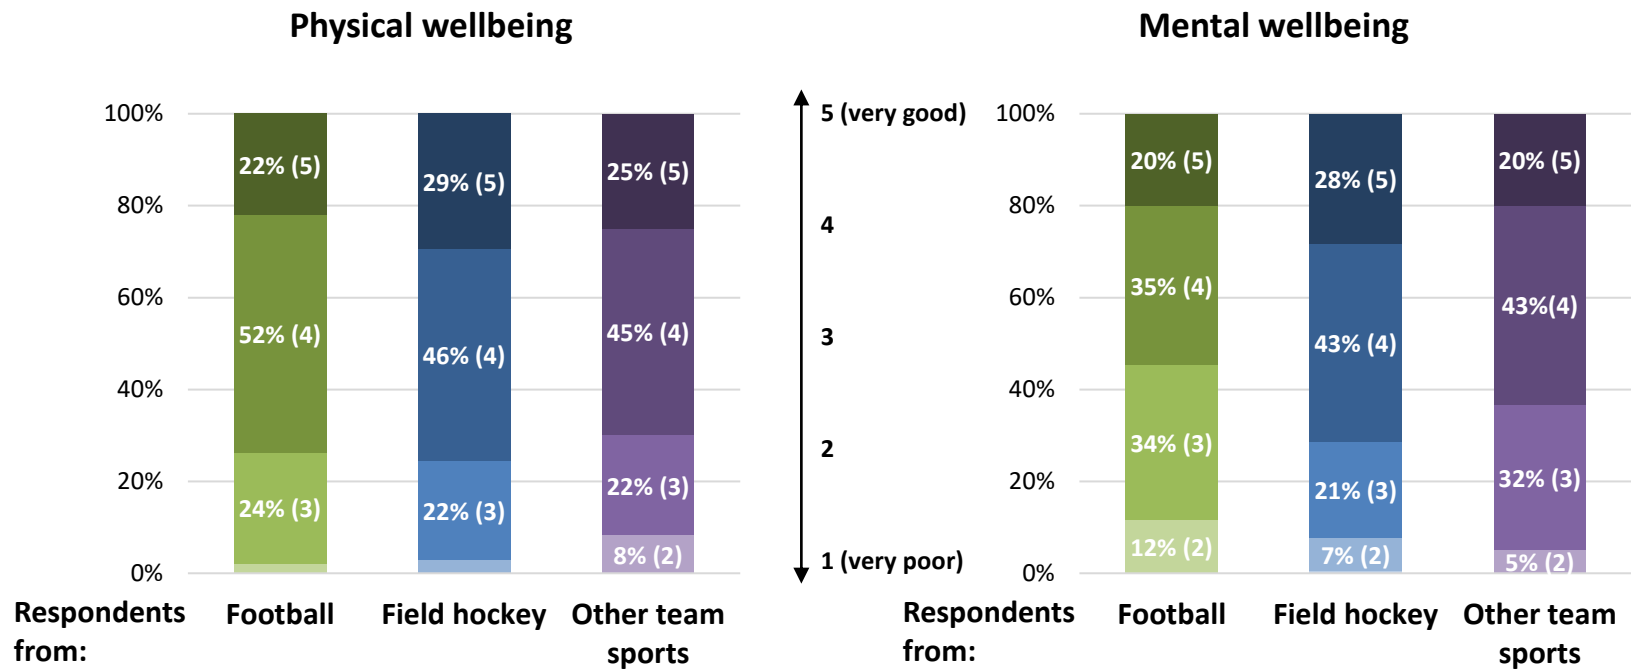 Physical wellbeing
100%
80%
60%
40%
20%
0%
22% (5)
52% (4)
24% (3)
29% (5)
46% (4)
22% (3)
25% (5)
45% (4)
22% (3)
8% (2)
Respondents
from:
Football
Field hockey
Other team
sports
5 (very good)
4
3
2
1 (very poor)
Mental wellbeing
100%
80%
60%
40%
20%
0%
20% (5)
35% (4)
34% (3)
12% (2)
28% (5)
43% (4)
21% (3)
7% (2)
20% (5)
43%(4)
32% (3)
5% (2)
Respondents
from:
Football
Field hockey
Other team
sports